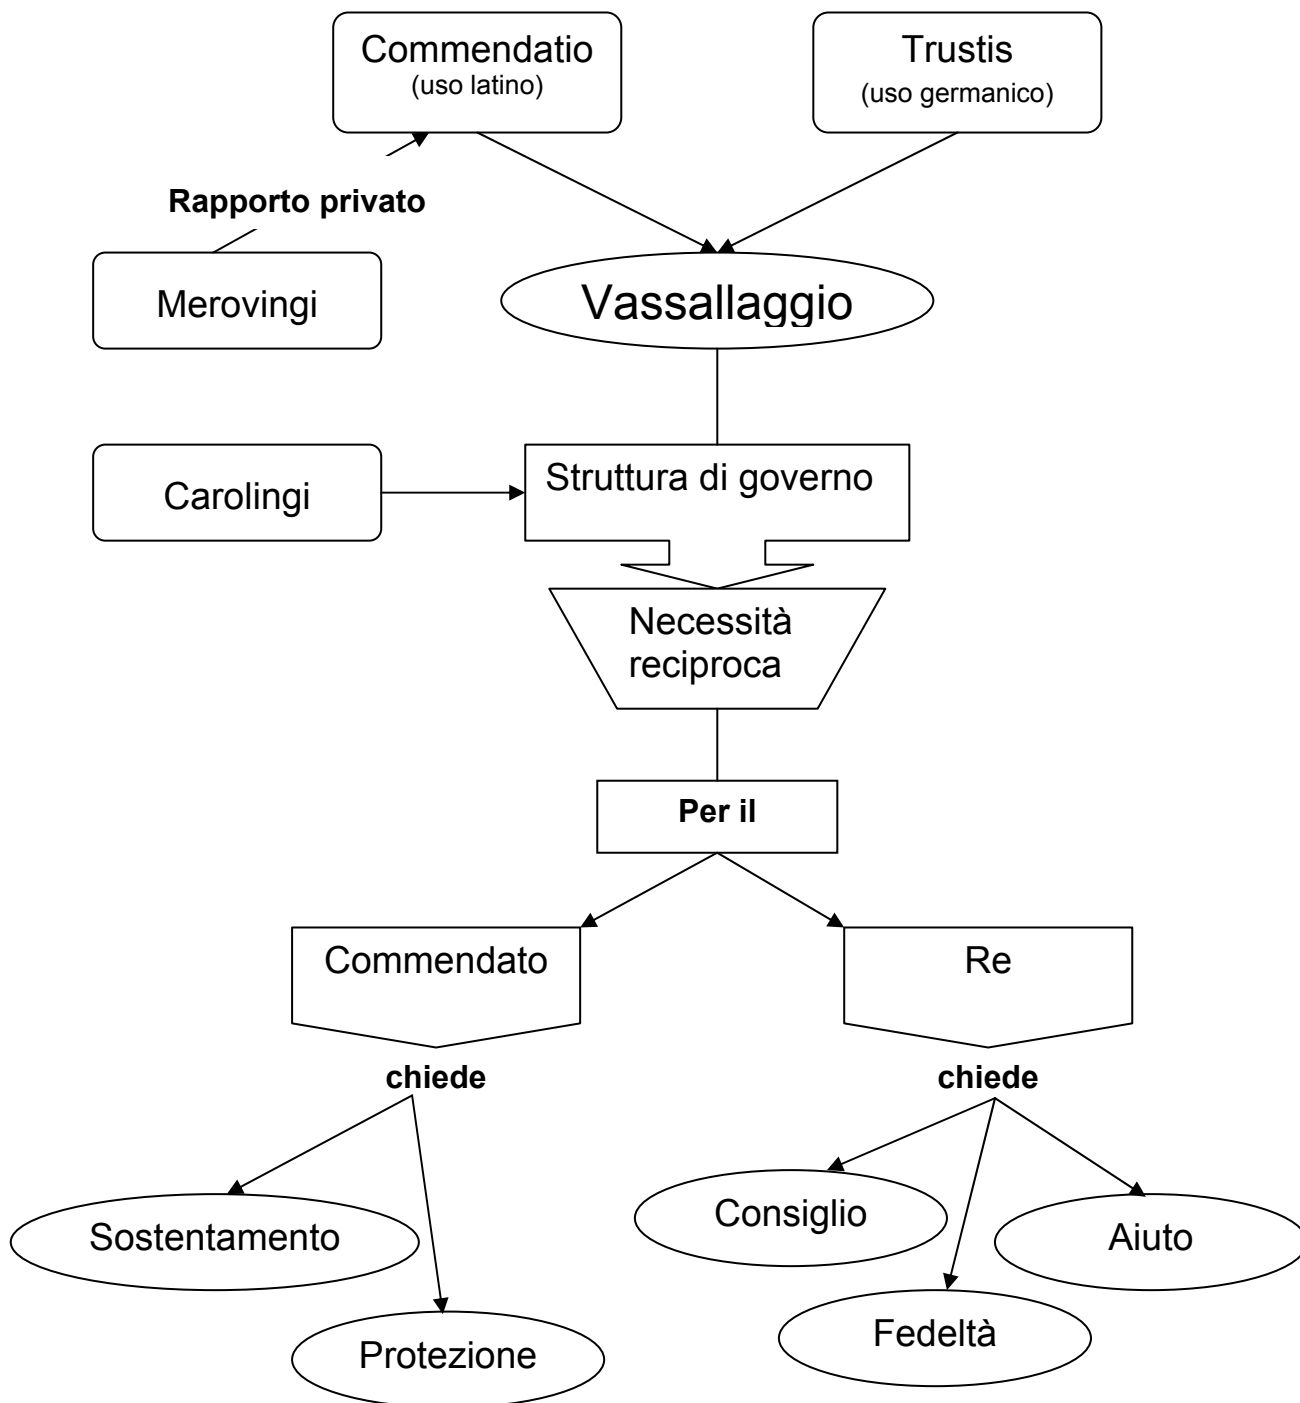 Commendatio
(uso latino)
Trustis
(uso germanico)
Rapporto privato
Merovingi
Vassallaggio
Carolingi
Struttura di governo
Necessità
reciproca
Per il
Commendato
Re
chiede
chiede
Sostentamento
Consiglio
Aiuto
Protezione
Fedeltà